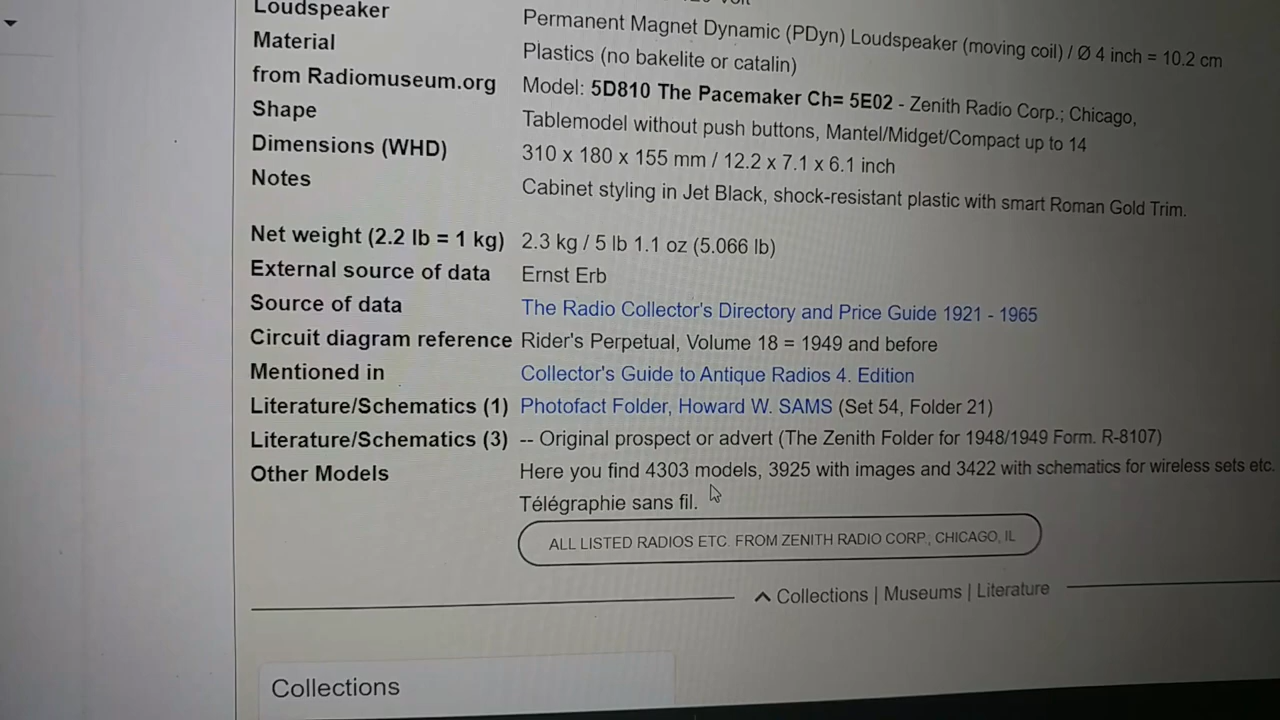 Loudspeaker Permanent Magnet Dynamic (PDyn) Loudspeaker (moving coil) / Ø 4 inch = 10.2 cm
Material Plastics (no bakelite or catalin)
from Radiomuseum.org Model: 5D810 The Pacemaker Ch= 5E02 - Zenith Radio Corp.; Chicago,
Shape Tablemodel without push buttons, Mantel/Midget/Compact up to 14
Dimensions (WHD) 310 x 180 x 155 mm / 12.2 x 7.1 x 6.1 inch
Notes Cabinet styling in Jet Black, shock-resistant plastic with smart Roman Gold Trim.
Net weight (2.2 lb = 1 kg) 2.3 kg / 5 lb 1.1 oz (5.066 lb)
External source of data Ernst Erb
Source of data The Radio Collector's Directory and Price Guide 1921 - 1965
Circuit diagram reference Rider's Perpetual, Volume 18 = 1949 and before
Mentioned in Collector's Guide to Antique Radios 4. Edition
Literature/Schematics (1) Photofact Folder, Howard W. SAMS (Set 54, Folder 21)
Literature/Schematics (3) -- Original prospect or advert (The Zenith Folder for 1948/1949 Form. R-8107)
Other Models Here you find 4303 models, 3925 with images and 3422 with schematics for wireless sets etc.
Télégraphie sans fil.
ALL LISTED RADIOS ETC. FROM ZENITH RADIO CORP., CHICAGO, IL
Collections | Museums | Literature
Collections